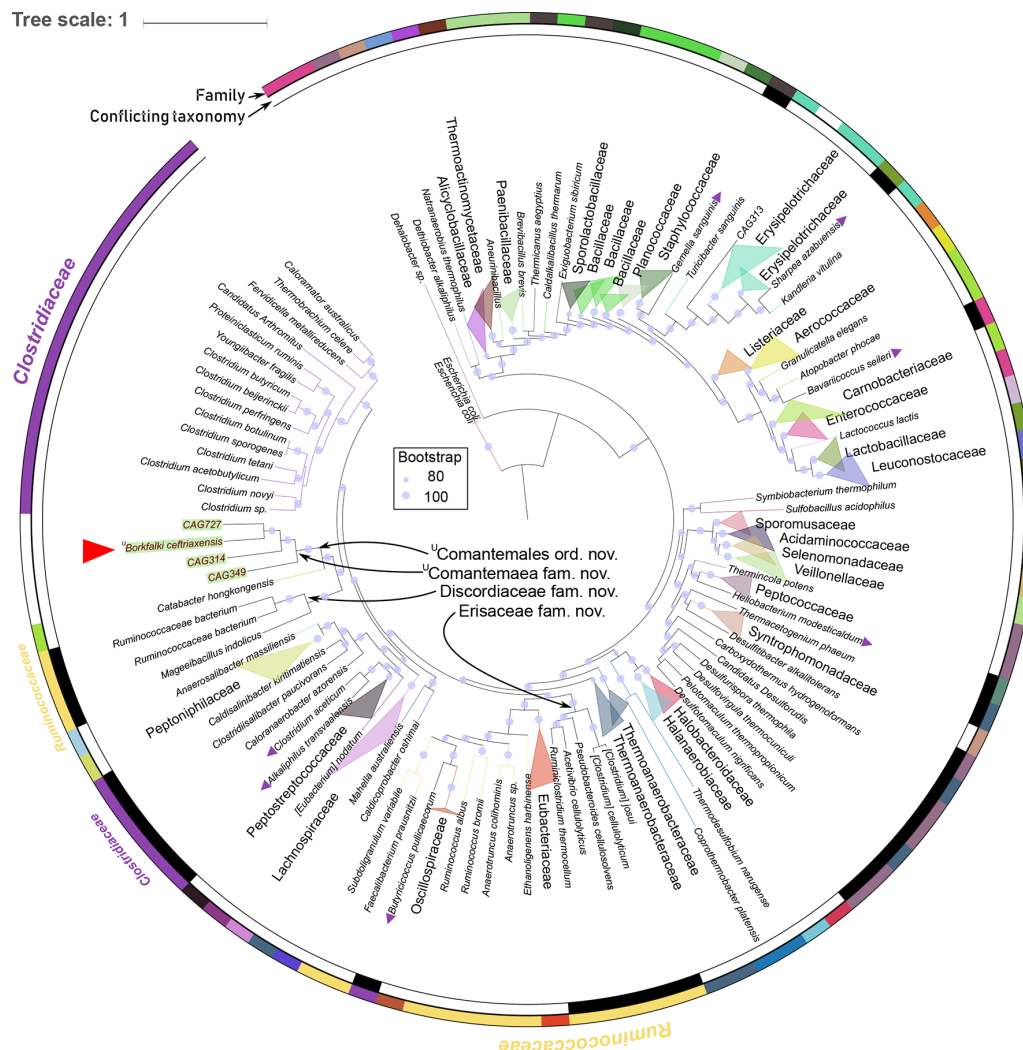 Tree scale: 1
Family
Conflicting taxonomy
Clostridiaceae
Dehalobacter sp.
Dethiobacter alkaliphilus
Natranaerobius thermophilus
Alicyclobacillaceae
Thermoactinomycetaceae
Aneurinibacillus
Paenibacillaceae
Brevibacillus brevis
Thermicanus aegyptius
Caldalkalibacillus thermarum
Exiguobacterium sibiricum
Sporolactobacillaceae
Bacillaceae
Bacillaceae
Bacillaceae
Planococcaceae
Staphylococcaceae
Gemella sanguinis
Turicibacter sanguinis
CAG313
Erysipelotrichaceae
Erysipelotrichaceae
Sharpea azabuensis
Kandleria vitulina
Listeriaceae
Aerococcaceae
Granulicatella elegans
Atopobacter phocae
Bavariicoccus seileri
Carnobacteriaceae
Enterococcaceae
Lactococcus lactis
Lactobacillaceae
Leuconostocaceae
Symbiobacterium thermophilum
Sulfobacillus acidophilus
Sporomusaceae
Acidaminococcaceae
Selenomonadaceae
Veillonellaceae
Thermincola potens
Peptococcaceae
Heliobacterium modesticaldum
Thermacetogenium phaeum
Syntrophomonadaceae
Desulfitibacter alkalitolerans
Carboxydothermus hydrogenoformans
Candidatus Desulforudis
Desulfurispora thermophila
Desulfovirgula thermocuniculi
Pelotomaculum thermopropionicum
Desulfotomaculum nigrificans
Halobacteroidaceae
Halanaerobiaceae
Thermodesulfobium narugense
Coprothermobacter platensis
Thermoanaerobacteraceae
Thermoanaerobacteraceae
[Clostridium] josui
[Clostridium] cellulolyticum
Pseudobacteroides cellulosolvens
Acetivibrio cellulolyticus
Ruminiclostridium thermocellum
Eubacteriaceae
Ethanoligenens harbinense
Anaerotruncus sp.
Anaerotruncus colihominis
Ruminococcus bromii
Ruminococcus albus
Oscillospiraceae
Butyricicoccus pullicaecorum
Faecalibacterium prausnitzii
Subdoligranulum variabile
Caldicoprobacter oshimai
Mahella australiensis
Lachnospiraceae
[Eubacterium] nodatum
Peptostreptococcaceae
Alkaliphilus transvaalensis
Clostridium aceticum
Caloranaerobacter azorensis
Clostridiisalibacter paucivorans
Caldisalinibacter kiritimatiensis
Peptoniphilaceae
Anaerosalibacter massiliensis
Mageeibacillus indolicus
Ruminococcaceae bacterium
Ruminococcaceae bacterium
Catabacter hongkongensis
CAG349
CAG314
UBorkfalki ceftriaxensis
CAG727
Clostridium sp.
Clostridium novyi
Clostridium acetobutylicum
Clostridium tetani
Clostridium sporogenes
Clostridium botulinum
Clostridium perfringens
Clostridium beijerinckii
Clostridium butyricum
Youngiibacter fragilis
Proteiniclasticum ruminis
Candidatus Arthromitus
Fervidicella metallireducens
Thermobrachium celere
Caloramator australicus
Escherichia coli
Escherichia coli
Bootstrap
80
100
UComantemales ord. nov.
UComantemaea fam. nov.
Discordiaceae fam. nov.
Erisaceae fam. nov.
Ruminococcaceae
Clostridiaceae
Ruminococcaceae